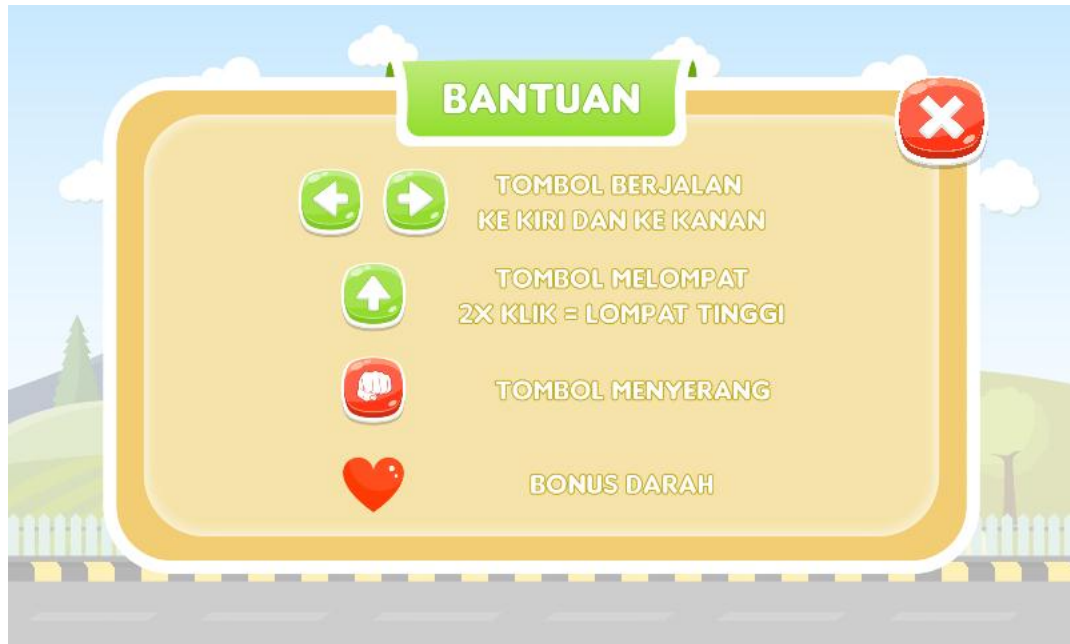 BANTUAN
TOMBOL BERJALAN
KE KIRI DAN KE KANAN
TOMBOL MELOMPAT
2X KLIK = LOMPAT TINGGI
TOMBOL MENYERANG
BONUS DARAH